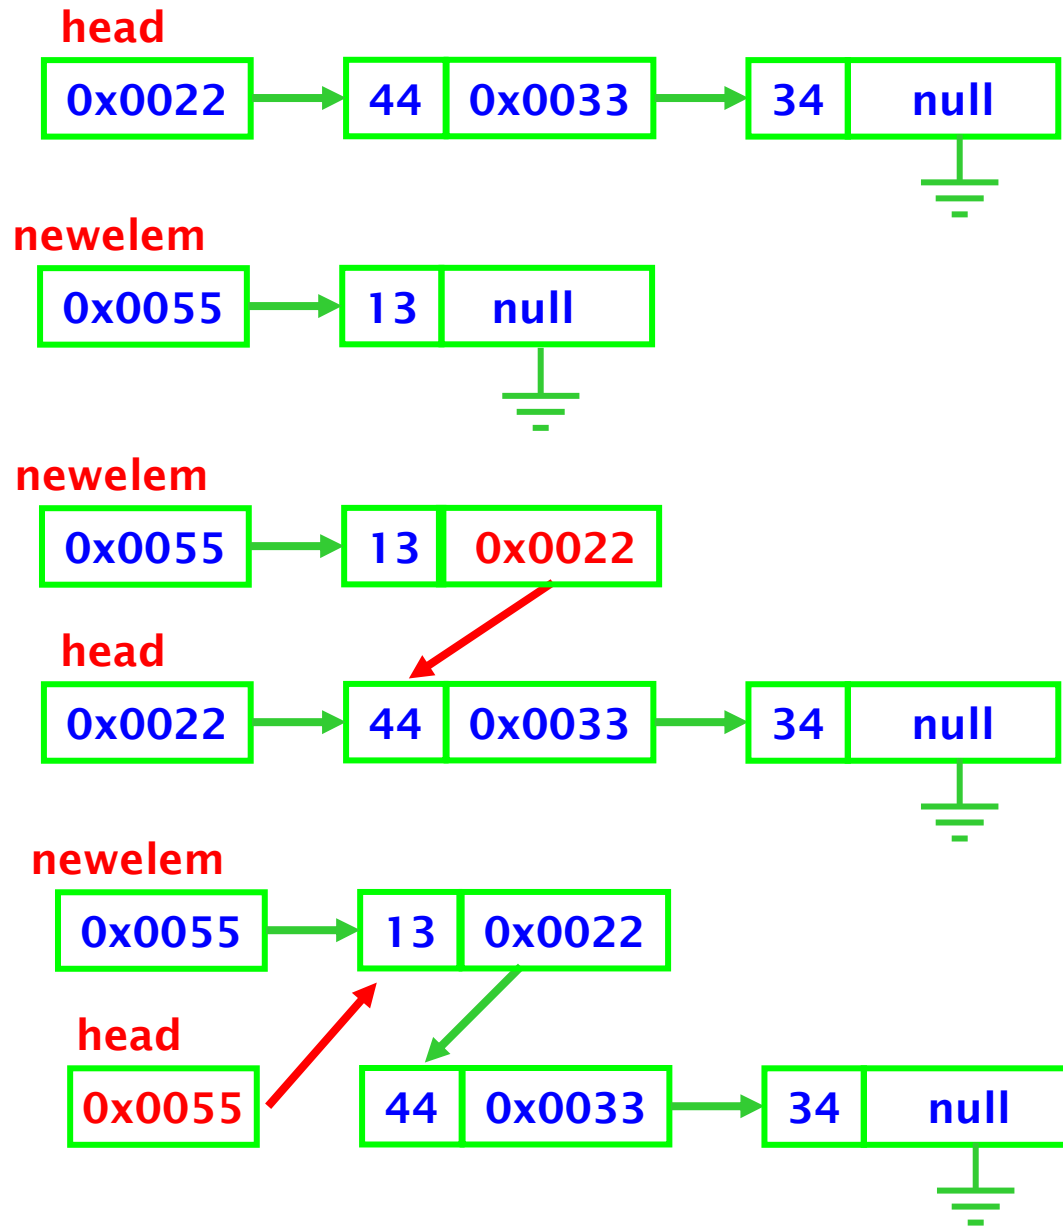 head
0x0022 44 0x0033 34 null
newelem
0x0055 13 null
newelem
0x0055 13 0x0022
head
0x0022 44 0x0033 34 null
newelem
0x0055 13 0x0022
head
0x0055 44 0x0033 34 null